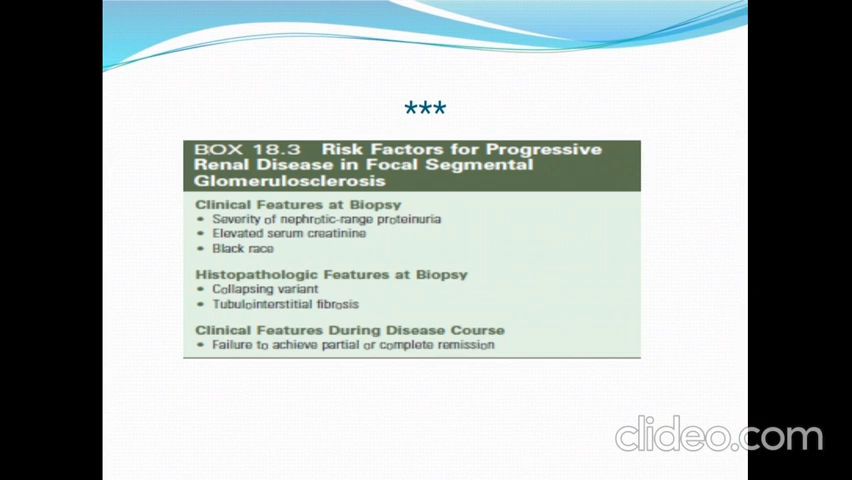 ***
BOX 18.3 Risk Factors for Progressive
Renal Disease in Focal Segmental
Glomerulosclerosis
Clinical Features at Biopsy
• Severity of nephrotic-range proteinuria
• Elevated serum creatinine
• Black race
Histopathologic Features at Biopsy
• Collapsing variant
• Tubulointerstitial fibrosis
Clinical Features During Disease Course
• Failure to achieve partial or complete remission
clideo.com